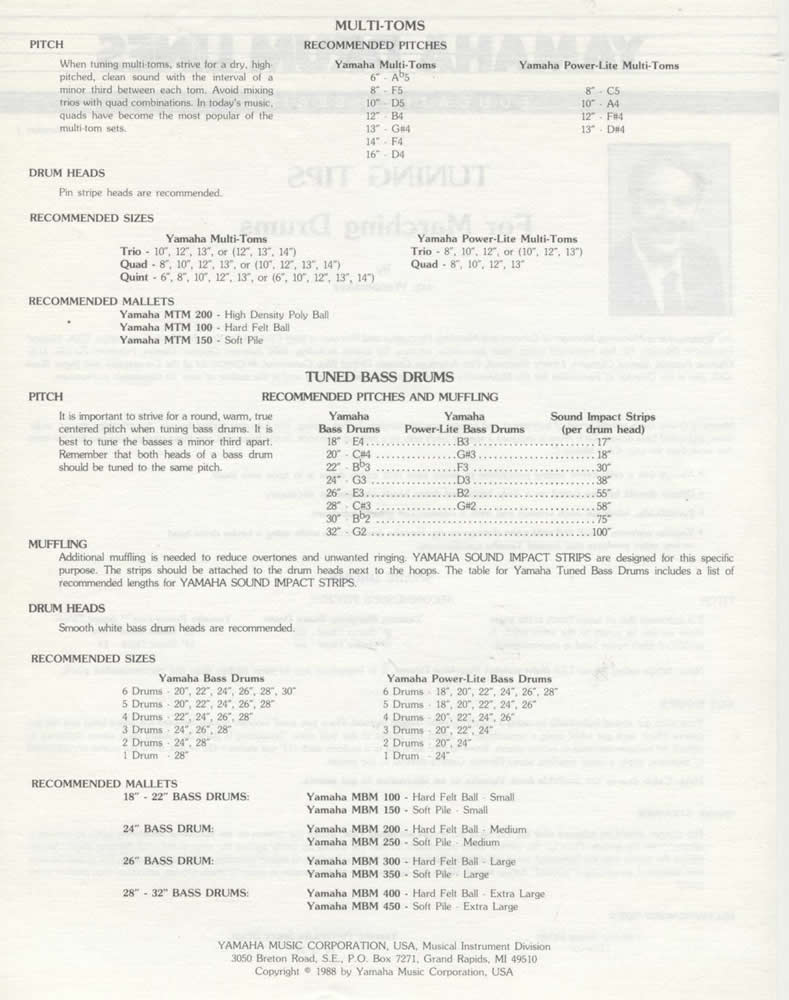 MULTI-TOMS
PITCH
RECOMMENDED PITCHES
When tuning multi-toms, strive for a dry, high-
pitched, clean sound with the interval of a
minor third between each tom. Avoid mixing
trios with quad combinations. In today's music,
quads have become the most popular of the
multi-tom sets.
Yamaha Multi-Toms
6" - A♭5
8" - F5
10" - D5
12" - B4
13" - G#4
14" - F4
16" - D4
Yamaha Power-Lite Multi-Toms
8" - C5
10" - A4
12" - F#4
13" - D#4
DRUM HEADS
Pin stripe heads are recommended.
RECOMMENDED SIZES
Yamaha Multi-Toms
Trio - 10", 12", 13", or (12", 13", 14")
Quad - 8", 10", 12", 13", or (10", 12", 13", 14")
Quint - 6", 8", 10", 12", 13", or (6", 10", 12", 13", 14")
Yamaha Power-Lite Multi-Toms
Trio - 8", 10", 12", or (10", 12", 13")
Quad - 8", 10", 12", 13"
RECOMMENDED MALLETS
Yamaha MTM 200 - High Density Poly Ball
Yamaha MTM 100 - Hard Felt Ball
Yamaha MTM 150 - Soft Pile
TUNED BASS DRUMS
PITCH
RECOMMENDED PITCHES AND MUFFLING
It is important to strive for a round, warm, true
centered pitch when tuning bass drums. It is
best to tune the basses a minor third apart.
Remember that both heads of a bass drum
should be tuned to the same pitch.
Yamaha Yamaha Sound Impact Strips
Bass Drums Power-Lite Bass Drums (per drum head)
18" - E4..................B3.......................17"
20" - C#4 .................G#3......................18"
22" - B♭3 .................F3.......................30"
24" - G3 ..................D3.......................38"
26" - E3...................B2.......................55"
28" - C#3 .................G#2......................58"
30" - B♭2 ..........................................75"
32" - G2 ...........................................100"
MUFFLING
Additional muffling is needed to reduce overtones and unwanted ringing. YAMAHA SOUND IMPACT STRIPS are designed for this specific
purpose. The strips should be attached to the drum heads next to the hoops. The table for Yamaha Tuned Bass Drums includes a list of
recommended lengths for YAMAHA SOUND IMPACT STRIPS.
DRUM HEADS
Smooth white bass drum heads are recommended.
RECOMMENDED SIZES
Yamaha Bass Drums
6 Drums - 20", 22", 24", 26", 28", 30"
5 Drums - 20", 22", 24", 26", 28"
4 Drums - 22", 24", 26", 28"
3 Drums - 24", 26", 28"
2 Drums - 24", 28"
1 Drum - 28"
Yamaha Power-Lite Bass Drums
6 Drums - 18", 20", 22", 24", 26", 28"
5 Drums - 18", 20", 22", 24", 26"
4 Drums - 20", 22", 24", 26"
3 Drums - 20", 22", 24"
2 Drums - 20", 24"
1 Drum - 24"
RECOMMENDED MALLETS
18" - 22" BASS DRUMS: Yamaha MBM 100 - Hard Felt Ball - Small
Yamaha MBM 150 - Soft Pile - Small
24" BASS DRUM: Yamaha MBM 200 - Hard Felt Ball - Medium
Yamaha MBM 250 - Soft Pile - Medium
26" BASS DRUM: Yamaha MBM 300 - Hard Felt Ball - Large
Yamaha MBM 350 - Soft Pile - Large
28" - 32" BASS DRUMS: Yamaha MBM 400 - Hard Felt Ball - Extra Large
Yamaha MBM 450 - Soft Pile - Extra Large
YAMAHA MUSIC CORPORATION, USA, Musical Instrument Division
3050 Breton Road, S.E., P.O. Box 7271, Grand Rapids, MI 49510
Copyright © 1988 by Yamaha Music Corporation, USA